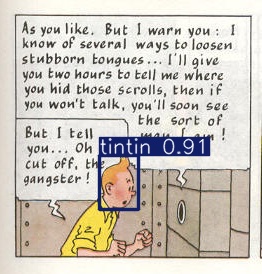 As you like. But I warn you: I
know of several ways to loosen
stubborn tongues... I'll give
you two hours to tell me where
you hid those scrolls, then if
you won't talk, you'll soon see
the sort of
man I am!
But I tell
you... Oh
cut off, the
gangster!
tintin 0.91